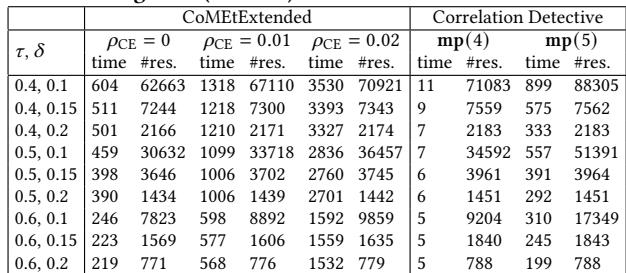 CoMEtExtended Correlation Detective
τ, δ ρCE = 0 ρCE = 0.01 ρCE = 0.02 mp(4) mp(5)
time #res. time #res. time #res. time #res. time #res.
0.4, 0.1 604 62663 1318 67110 3530 70921 11 71083 899 88305
0.4, 0.15 511 7244 1218 7300 3393 7343 9 7559 575 7562
0.4, 0.2 501 2166 1210 2171 3327 2174 7 2183 333 2183
0.5, 0.1 459 30632 1099 33718 2836 36457 7 34592 557 51391
0.5, 0.15 398 3646 1006 3702 2760 3745 6 3961 391 3964
0.5, 0.2 390 1434 1006 1439 2701 1442 6 1451 292 1451
0.6, 0.1 246 7823 598 8892 1592 9859 5 9204 310 17349
0.6, 0.15 223 1569 577 1606 1559 1635 5 1840 245 1843
0.6, 0.2 219 771 568 776 1532 779 5 788 199 788